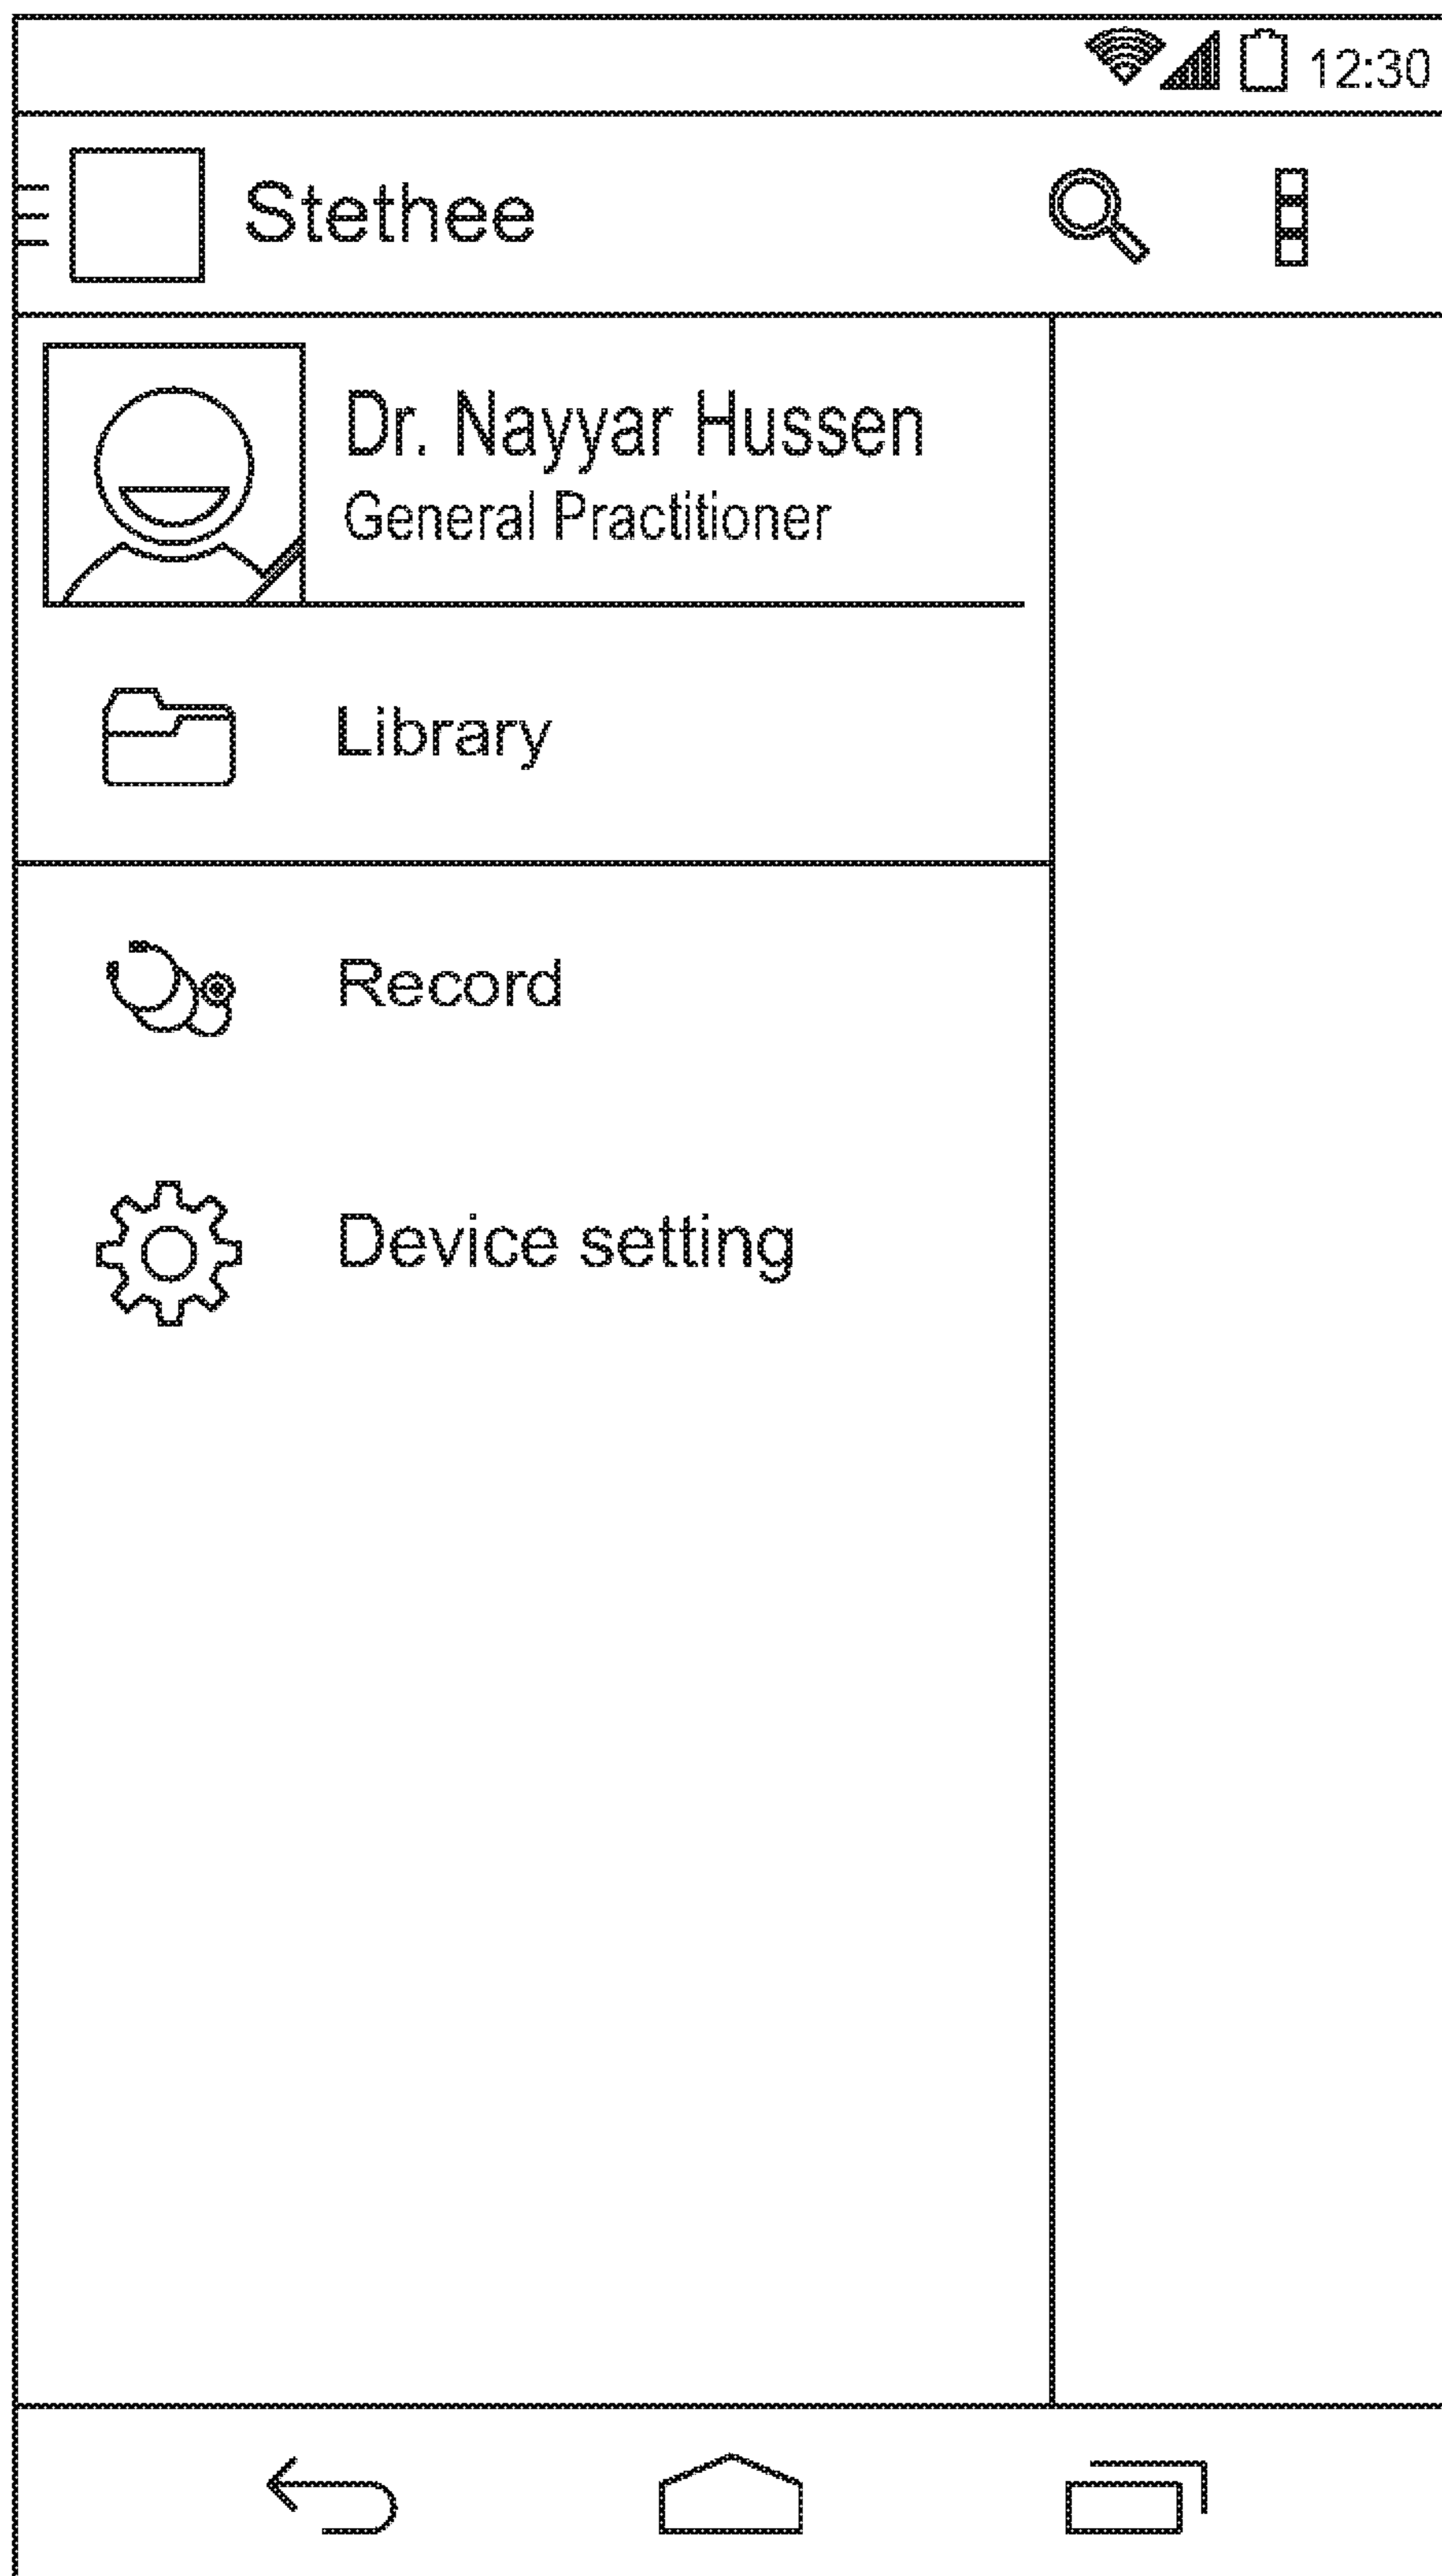 12:30
Stethee
Dr. Nayyar Hussen
General Practitioner
Library
Record
Device setting